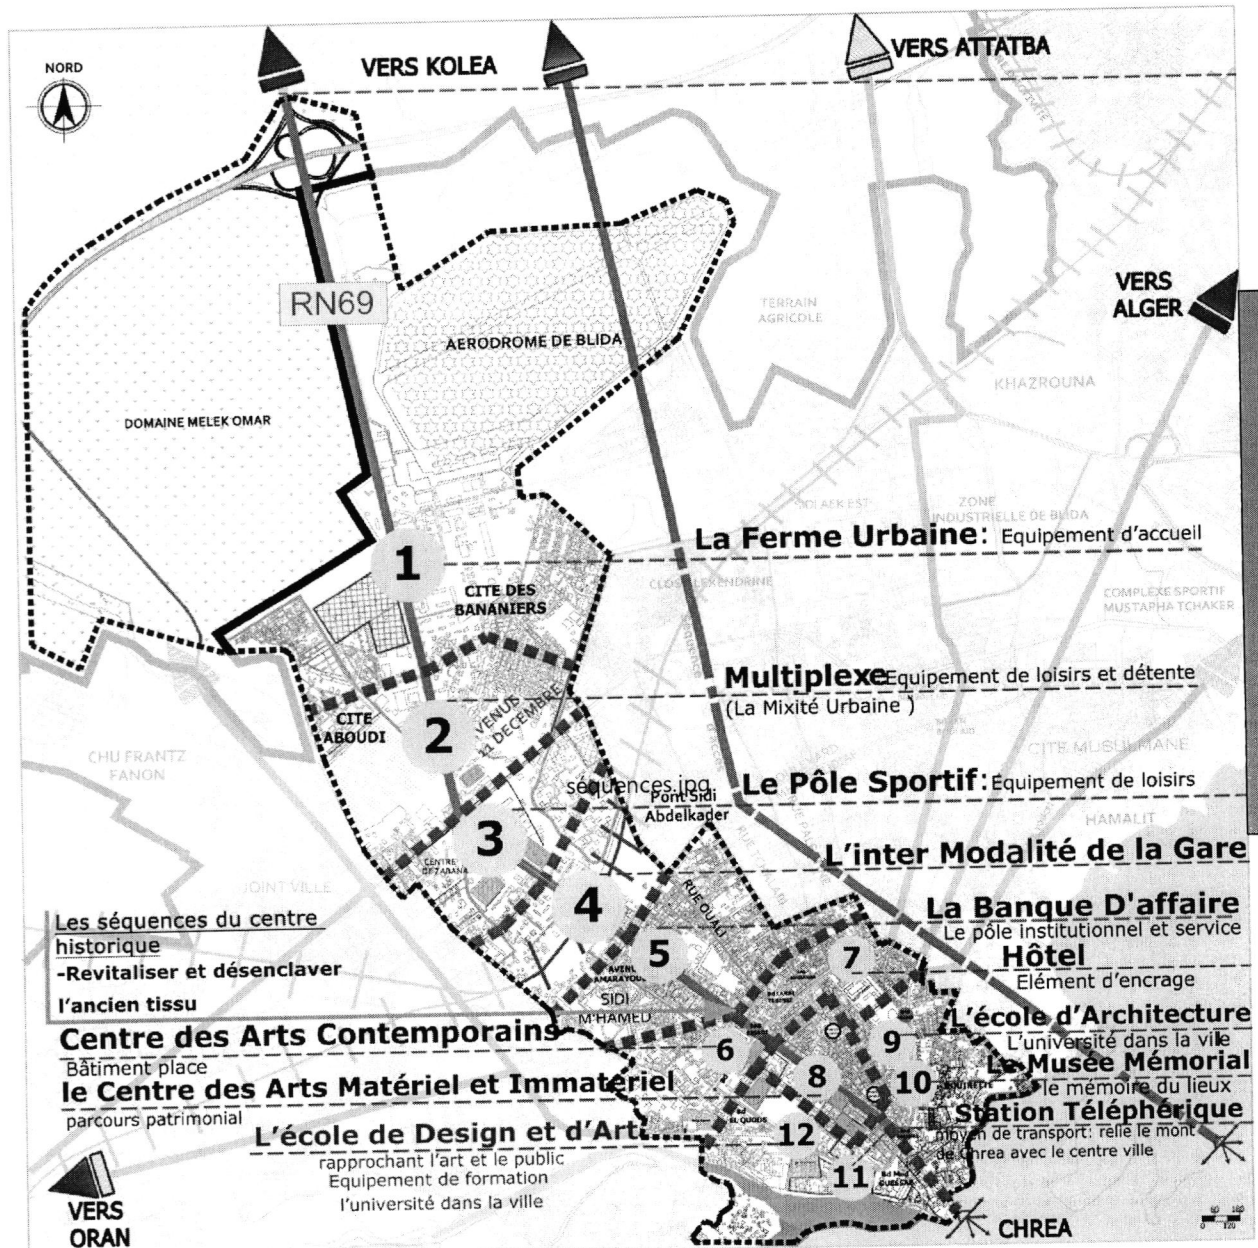 NORD
VERS KOLEA
VERS ATTATBA
VERS
ALGER
RN69
TERRAIN
AGRICOLE
AERODROME DE BLIDA
KHAZROUNA
DOMAINE MELEK OMAR
ZONE
INDUSTRIELLE DE BLIDA
La Ferme Urbaine: Equipement d'accueil
1
CITE DES
BANANIERS
COMPLEXE SPORTIF
MUSTAPHA TCHAKER
Multiplexe Equipement de loisirs et détente
(La Mixité Urbaine )
VENUS
11 DECEMBRE
CITE
ABOUDI
2
CHU FRANTZ
FANON
CITE MUSULMANE
séquences.jpg
Le Pôle Sportif: Equipement de loisirs
Pont Sidi
Abdelkader
HAMALIT
3
CENTRE
DE ZABANA
L'inter Modalité de la Gare
JOINT VILLE
4
RUE OUALI
La Banque D'affaire
Le pôle institutionnel et service
Les séquences du centre
historique
-Revitaliser et désenclaver
l'ancien tissu
5
7
Hôtel
Elément d'encrage
SIDI
M'HAMED
L'école d'Architecture
L'université dans la ville
Centre des Arts Contemporains
Bâtiment place
6
9
Le Musée Mémorial
le mémoire du lieux
le Centre des Arts Matériel et Immatériel
parcours patrimonial
8
10
Station Téléphérique
moyen de transport: relie le mont
de Chrea avec le centre ville
L'école de Design et d'Art
rapprochant l'art et le public
Equipement de formation
l'université dans la ville
12
11
VERS
ORAN
CHREA